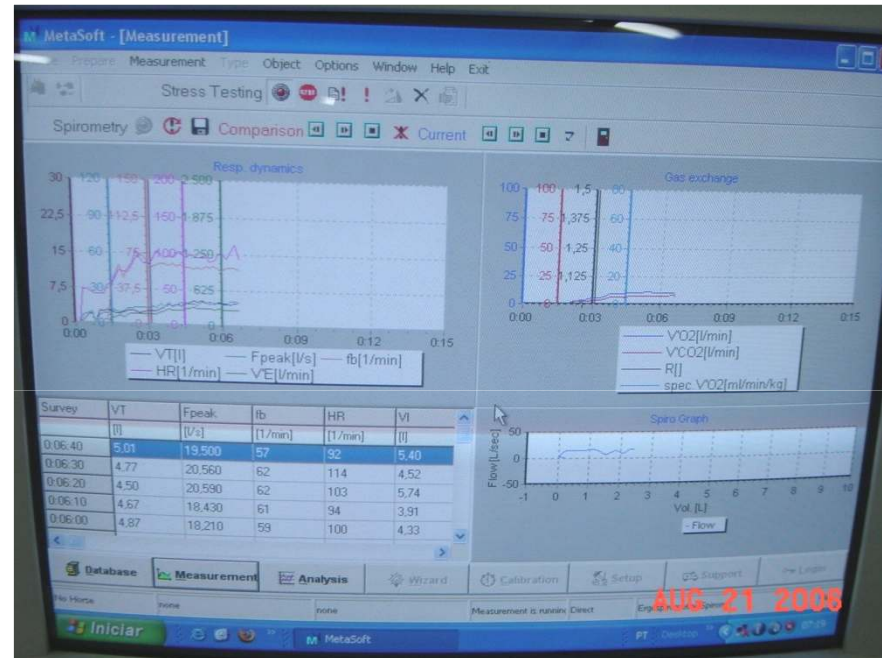 MetaSoft - [Measurement]
Prepare Measurement Type Object Options Window Help Exit
Stress Testing
Spirometry Comparison Current
Resp. dynamics
30 120 150 200 2.500
22,5 90 112,5 150 1.875
15 60 75 100 1.250
7,5 30 37,5 50 625
0 0 0
0:00 0:03 0:06 0:09 0:12 0:15
VT[l] Fpeak[l/s] fb[1/min]
HR[1/min] V'E[l/min]
Gas exchange
100 100 1,5 80
75 75 1,375 60
50 50 1,25 40
25 25 1,125 20
0 0
0:00 0:03 0:06 0:09 0:12 0:15
V'O2[l/min]
V'CO2[l/min]
R[]
spec. V'O2[ml/min/kg]
Survey VT Fpeak. fb HR VI
[l] [l/s] [1/min] [1/min] [l]
0:06:40 5,01 19,500 57 92 5,40
0:06:30 4,77 20,560 62 114 4,52
0:06:20 4,50 20,590 62 103 5,74
0:06:10 4,67 18,430 61 94 3,91
0:06:00 4,87 18,210 59 100 4,33
Spiro Graph
Flow[L/sec]
50
0
-50
-1 0 1 2 3 4 5 6 7 8 9 10
Vol. [L]
- Flow
Database Measurement Analysis Wizard Calibration Setup Support Login
No Horse none none Measurement is running Direct
AUG 21 2006
Iniciar MetaSoft PT Desktop 07:19